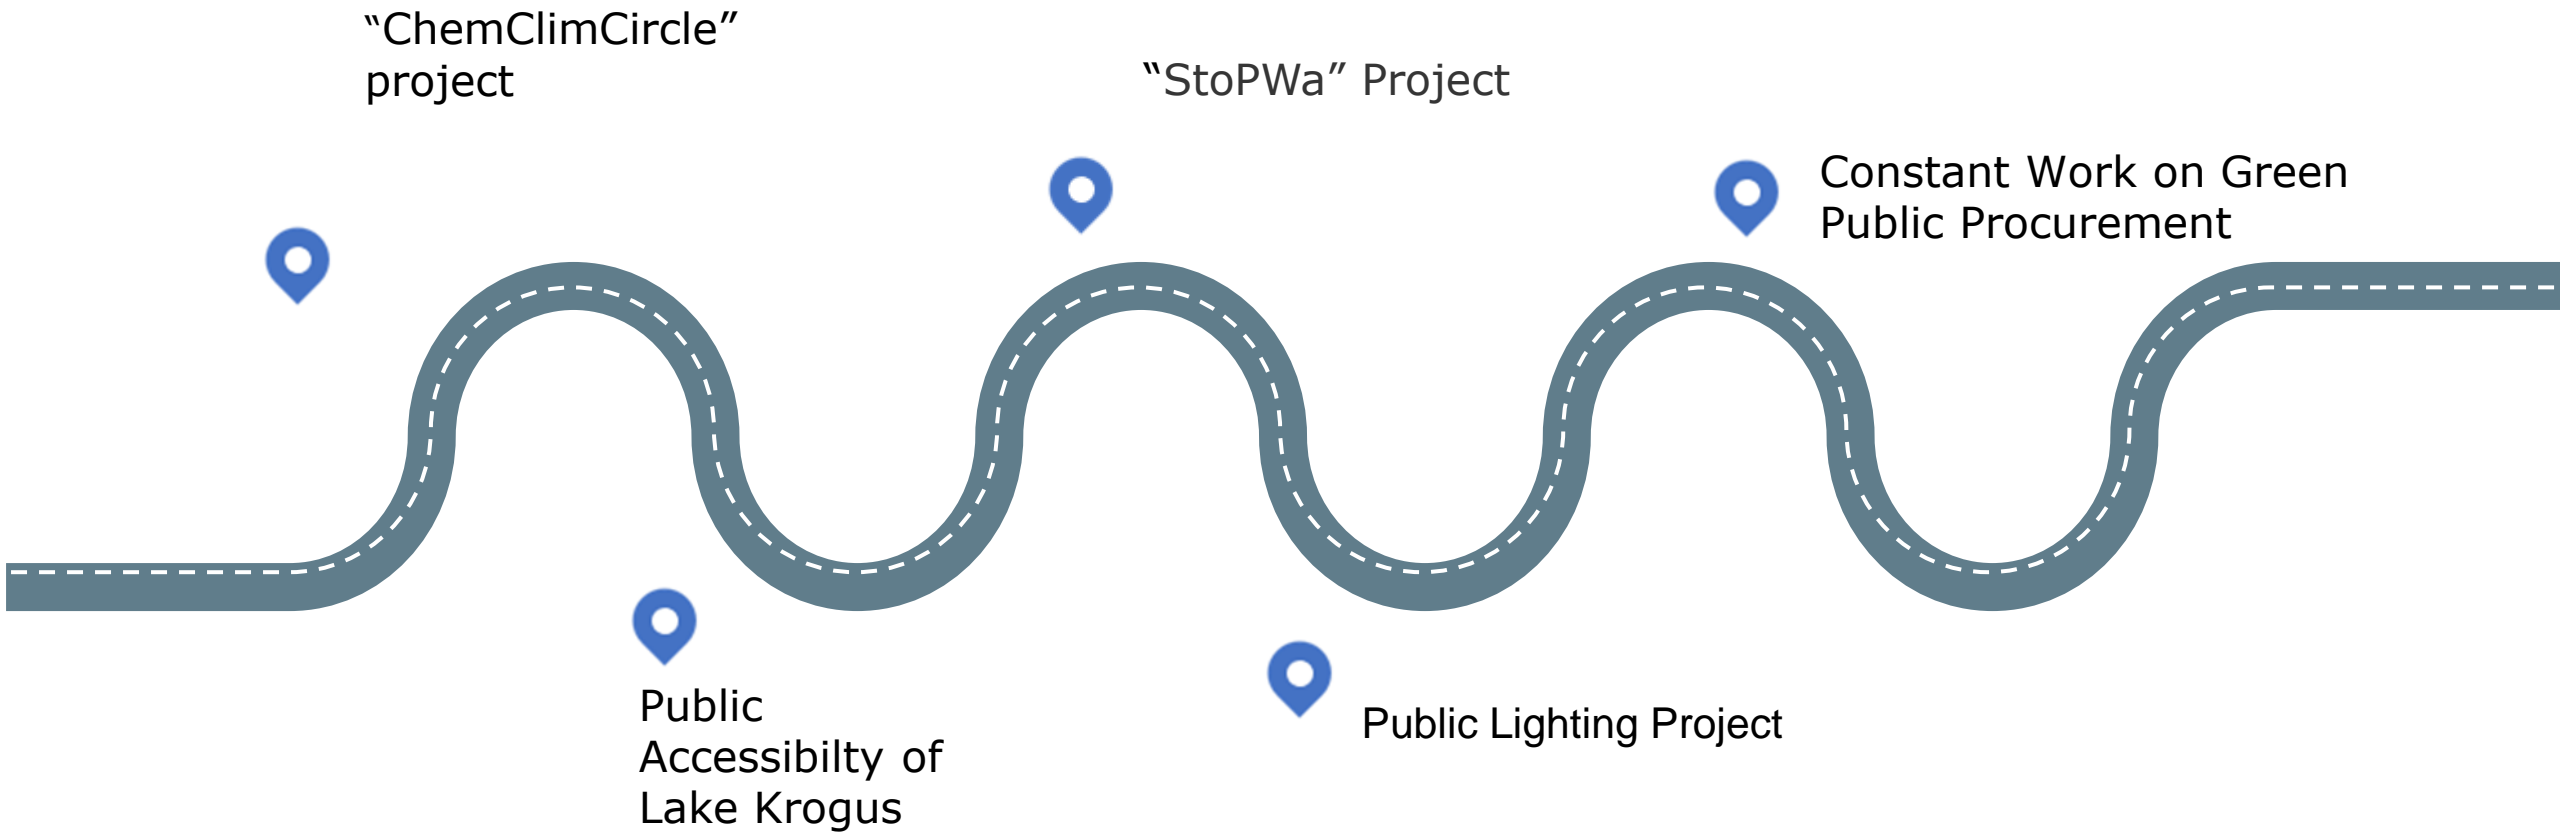 “ChemClimCircle”
project
“StoPWa” Project
Constant Work on Green
Public Procurement
Public
Accessibilty of
Lake Krogus
Public Lighting Project